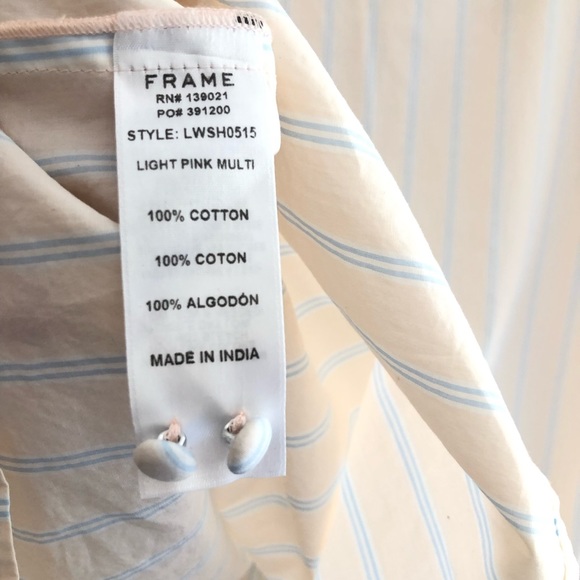 FRAME
RN# 139021
PO# 391200
STYLE: LWSH0515
LIGHT PINK MULTI
100% COTTON
100% COTON
100% ALGODÓN
MADE IN INDIA